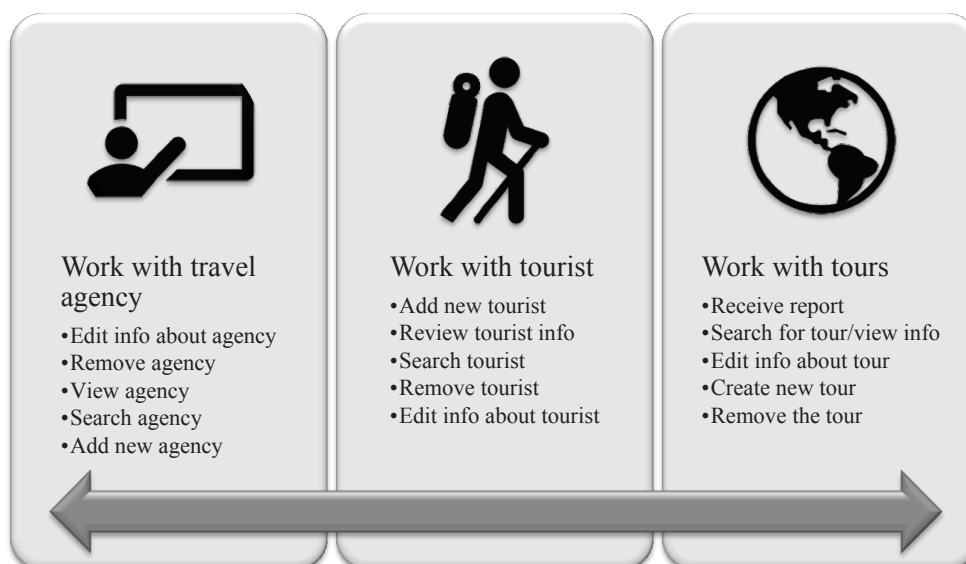 Work with travel
agency
•Edit info about agency
•Remove agency
•View agency
•Search agency
•Add new agency
Work with tourist
•Add new tourist
•Review tourist info
•Search tourist
•Remove tourist
•Edit info about tourist
Work with tours
•Receive report
•Search for tour/view info
•Edit info about tour
•Create new tour
•Remove the tour